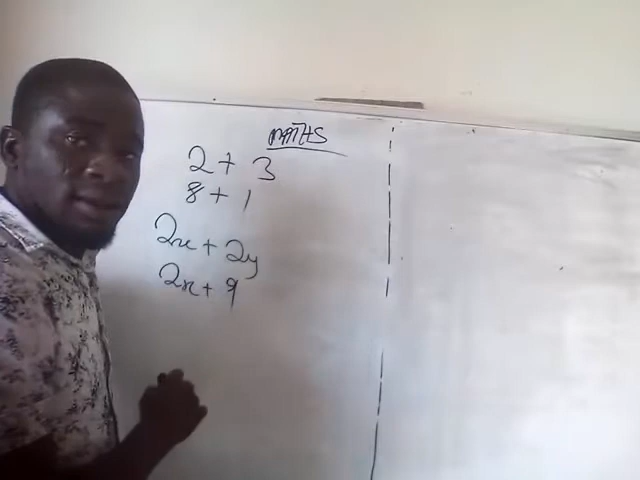 MATHS
2 + 3
8 + 1
2x + 2y
2x + 9